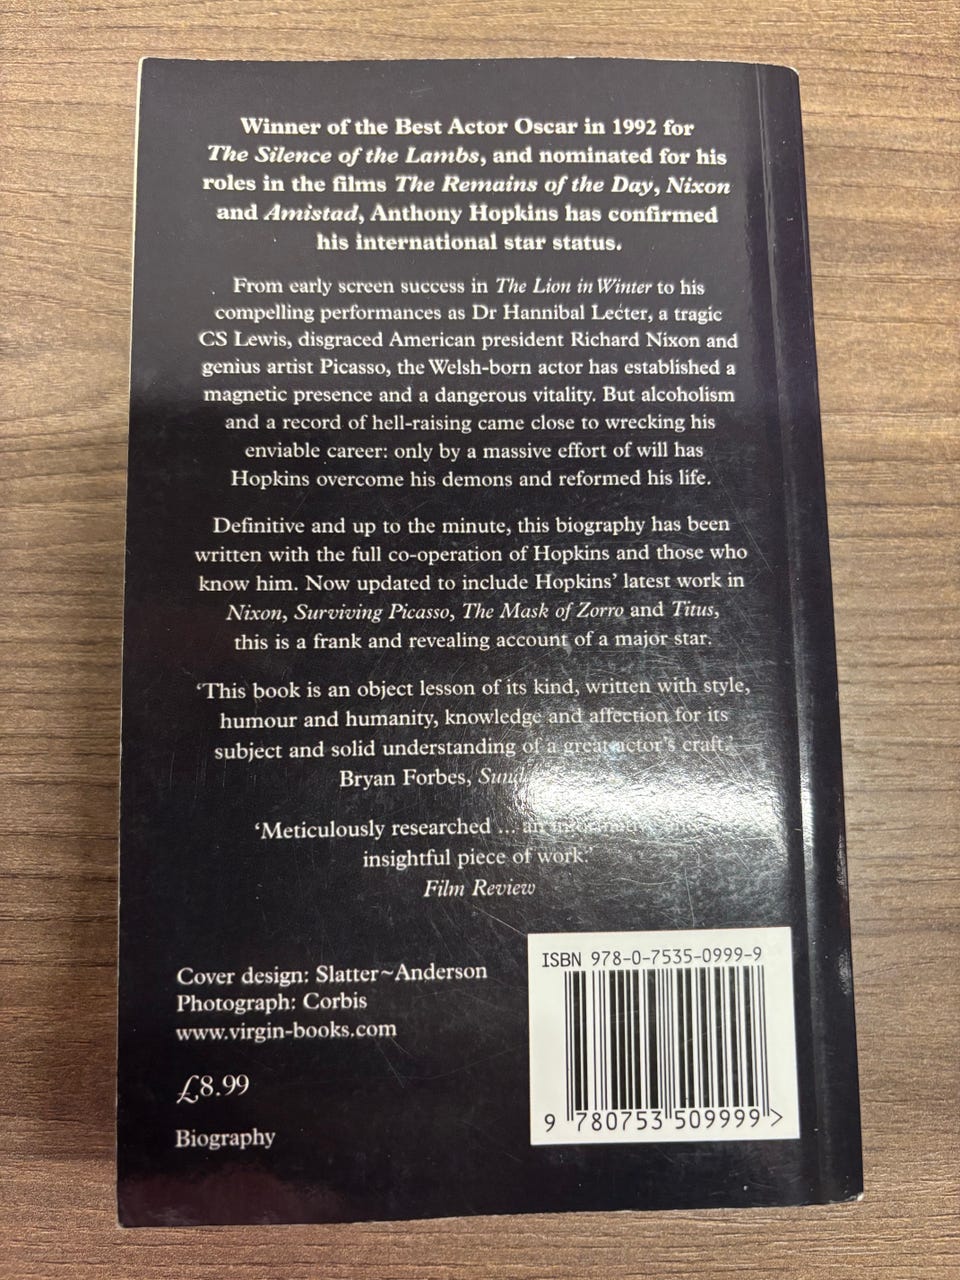 Winner of the Best Actor Oscar in 1992 for
The Silence of the Lambs, and nominated for his
roles in the films The Remains of the Day, Nixon
and Amistad, Anthony Hopkins has confirmed
his international star status.
From early screen success in The Lion in Winter to his
compelling performances as Dr Hannibal Lecter, a tragic
CS Lewis, disgraced American president Richard Nixon and
genius artist Picasso, the Welsh-born actor has established a
magnetic presence and a dangerous vitality. But alcoholism
and a record of hell-raising came close to wrecking his
enviable career: only by a massive effort of will has
Hopkins overcome his demons and reformed his life.
Definitive and up to the minute, this biography has been
written with the full co-operation of Hopkins and those who
know him. Now updated to include Hopkins' latest work in
Nixon, Surviving Picasso, The Mask of Zorro and Titus,
this is a frank and revealing account of a major star.
'This book is an object lesson of its kind, written with style,
humour and humanity, knowledge and affection for its
subject and solid understanding of a great actor's craft.'
Bryan Forbes,
'Meticulously researched ... an
insightful piece of work.'
Film Review
Cover design: Slatter~Anderson
Photograph: Corbis
www.virgin-books.com
£8.99
Biography
ISBN 978-0-7535-0999-9
9 780753 509999 >